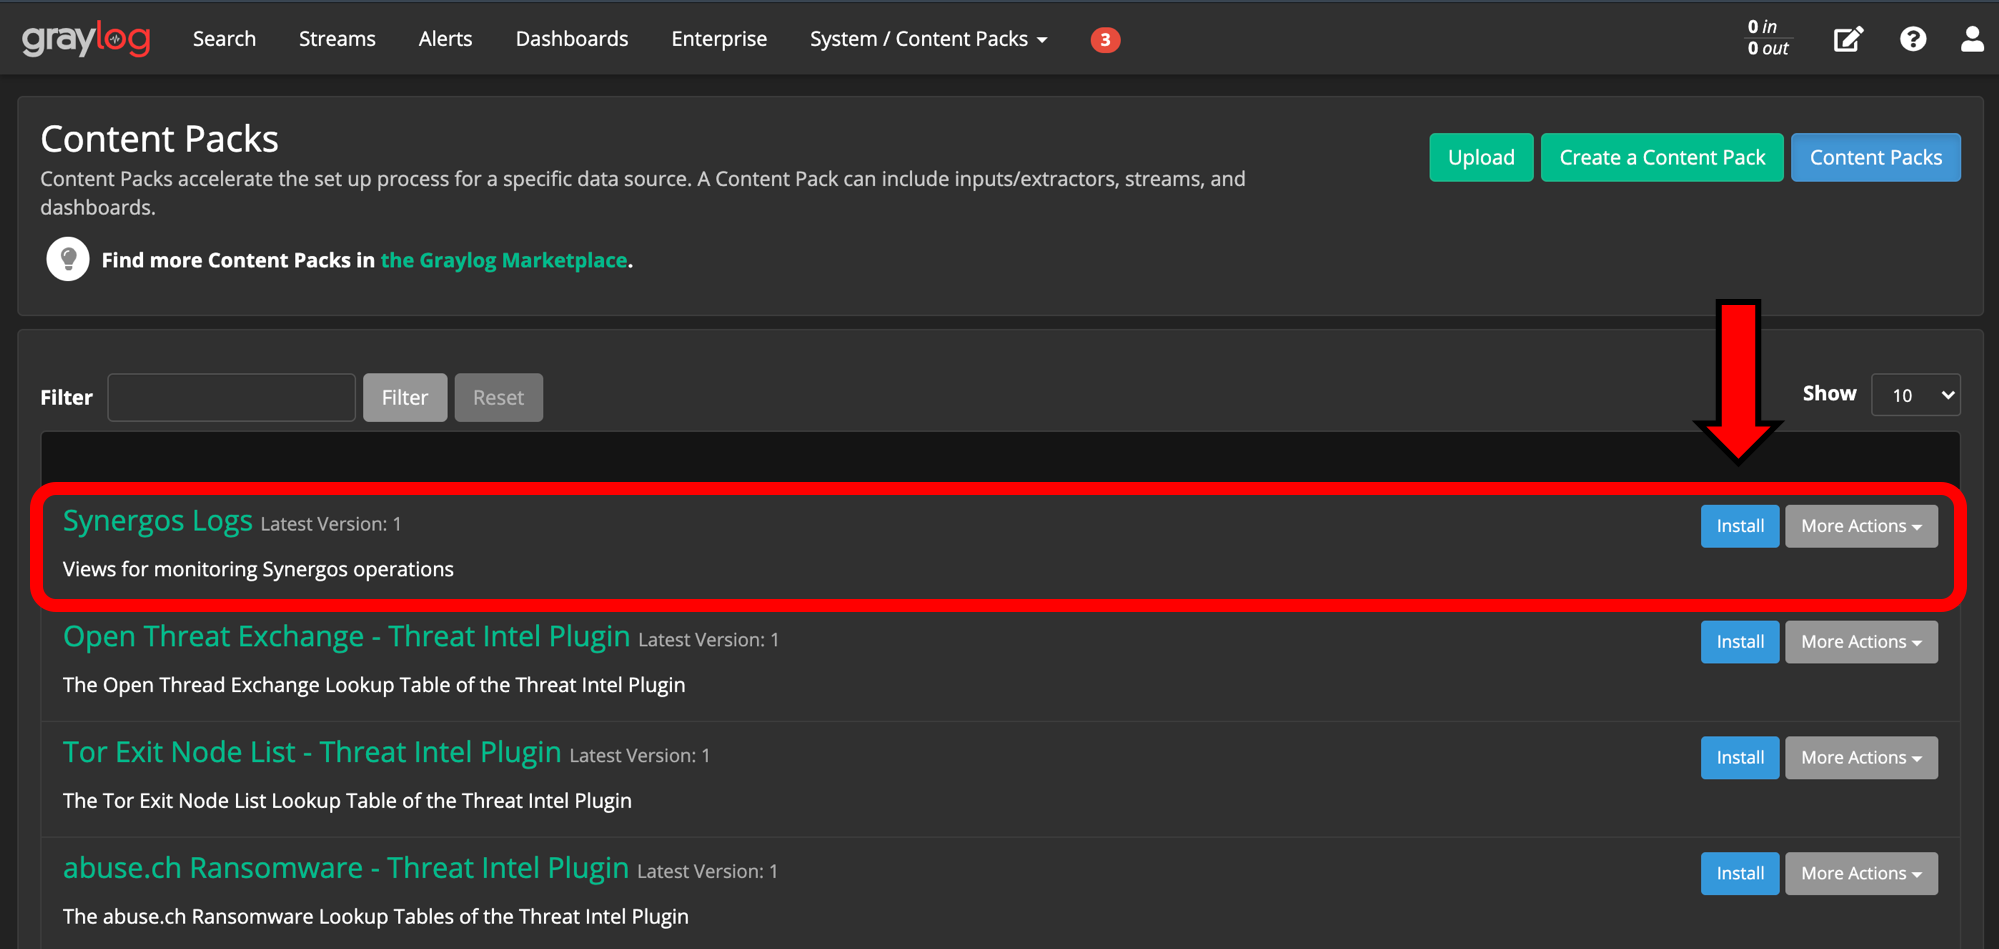 graylog Search Streams Alerts Dashboards Enterprise System / Content Packs 3 0 in
0 out
Content Packs
Content Packs accelerate the set up process for a specific data source. A Content Pack can include inputs/extractors, streams, and
dashboards.
Upload Create a Content Pack Content Packs
Find more Content Packs in the Graylog Marketplace.
Filter Filter Reset Show 10
Synergos Logs Latest Version: 1 Install More Actions
Views for monitoring Synergos operations
Open Threat Exchange - Threat Intel Plugin Latest Version: 1 Install More Actions
The Open Thread Exchange Lookup Table of the Threat Intel Plugin
Tor Exit Node List - Threat Intel Plugin Latest Version: 1 Install More Actions
The Tor Exit Node List Lookup Table of the Threat Intel Plugin
abuse.ch Ransomware - Threat Intel Plugin Latest Version: 1 Install More Actions
The abuse.ch Ransomware Lookup Tables of the Threat Intel Plugin